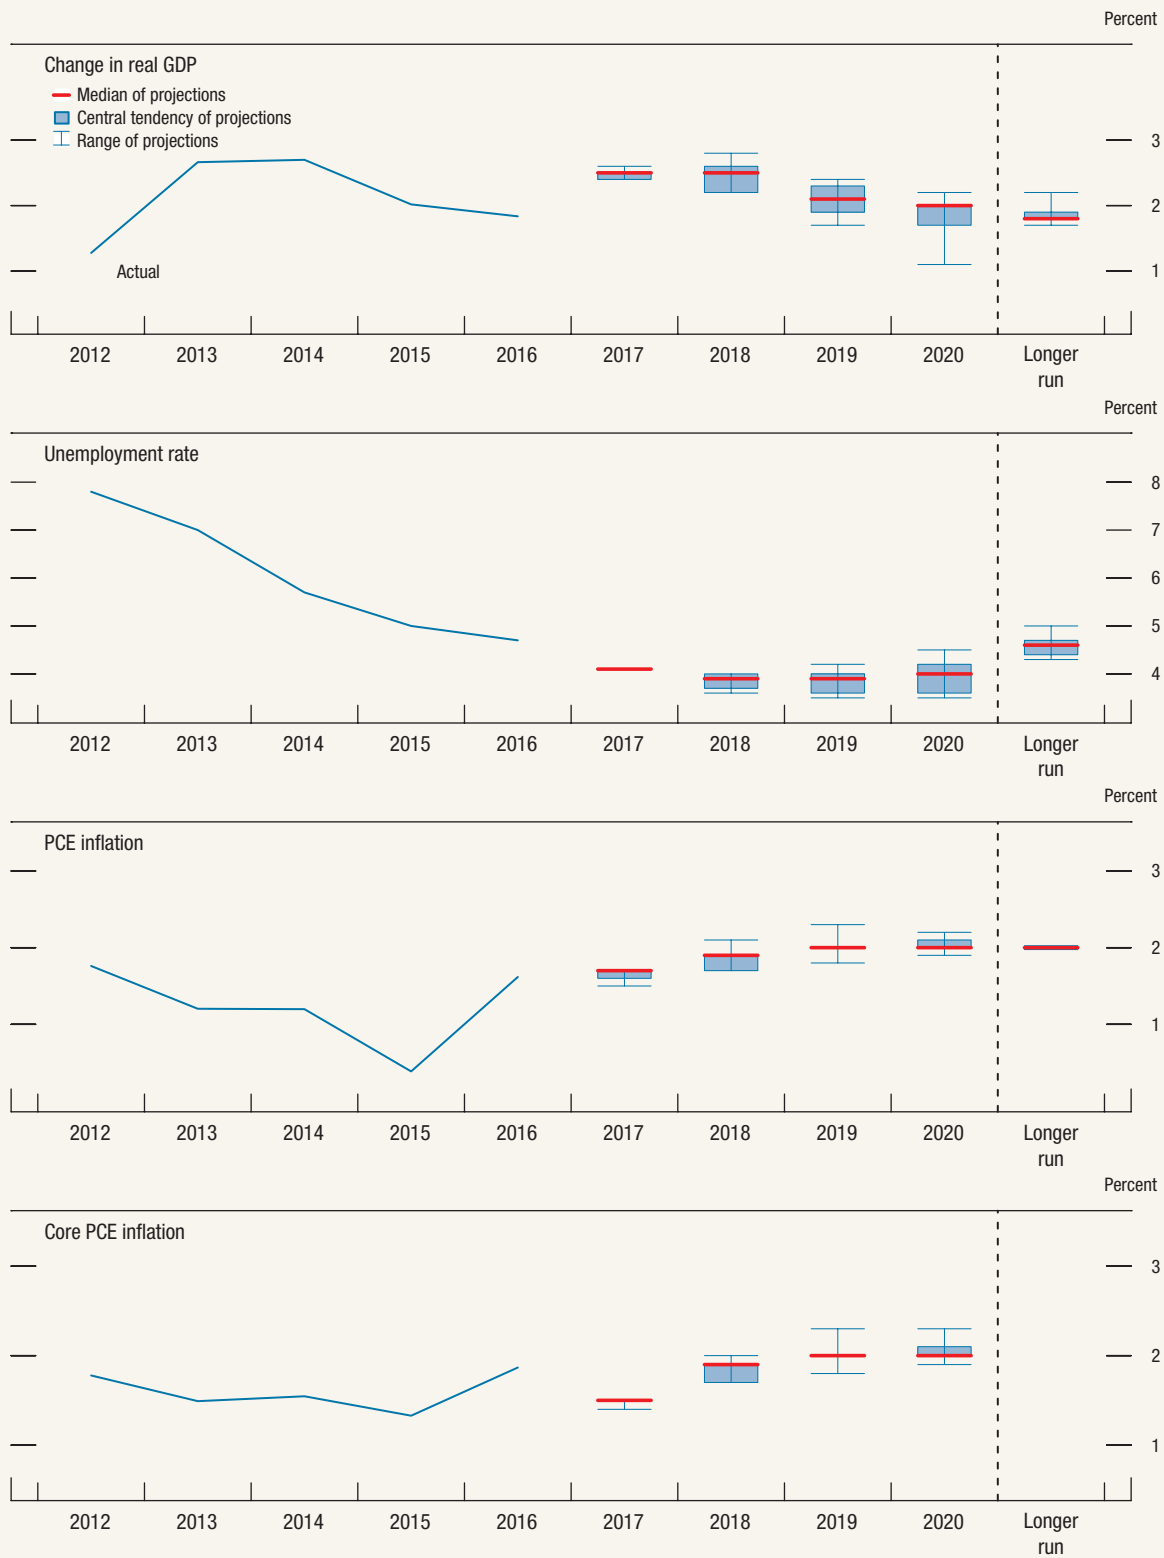 Percent
Change in real GDP
Median of projections
Central tendency of projections
Range of projections
3
2
1
Actual
2012 2013 2014 2015 2016 2017 2018 2019 2020 Longer
run
Percent
Unemployment rate
8
7
6
5
4
2012 2013 2014 2015 2016 2017 2018 2019 2020 Longer
run
Percent
PCE inflation
3
2
1
2012 2013 2014 2015 2016 2017 2018 2019 2020 Longer
run
Percent
Core PCE inflation
3
2
1
2012 2013 2014 2015 2016 2017 2018 2019 2020 Longer
run